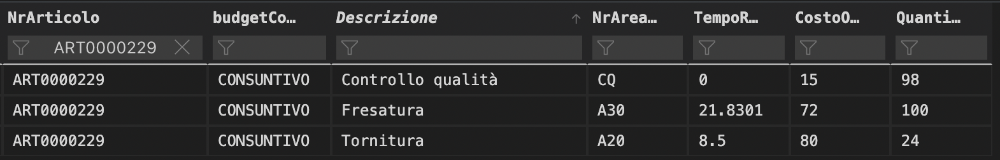 NrArticolo budgetCo… Descrizione NrArea… TempoR… CostoO… Quanti…
ART0000229
ART0000229 CONSUNTIVO Controllo qualità CQ 0 15 98
ART0000229 CONSUNTIVO Fresatura A30 21.8301 72 100
ART0000229 CONSUNTIVO Tornitura A20 8.5 80 24